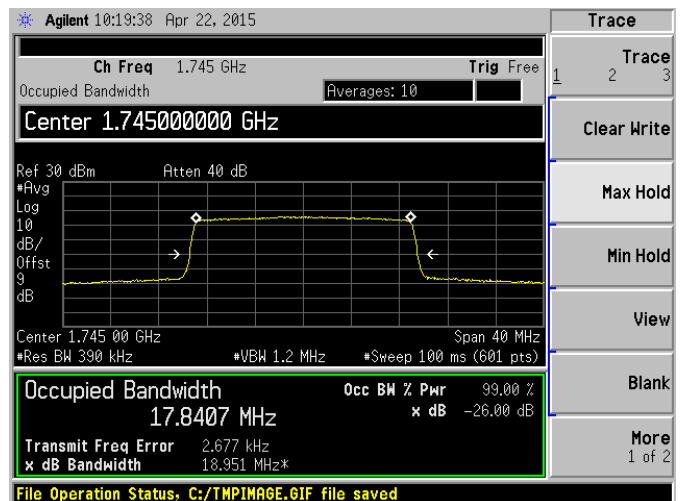 Agilent 10:19:38 Apr 22, 2015
Trace
Ch Freq 1.745 GHz Trig Free
Occupied Bandwidth Averages: 10
Center 1.745000000 GHz
Ref 30 dBm Atten 40 dB
#Avg
Log
10
dB/
Offst
9
dB
Center 1.745 00 GHz Span 40 MHz
#Res BW 390 kHz #VBW 1.2 MHz #Sweep 100 ms (601 pts)
Occupied Bandwidth Occ BW % Pwr 99.00 %
17.8407 MHz x dB -26.00 dB
Transmit Freq Error 2.677 kHz
x dB Bandwidth 18.951 MHz*
File Operation Status, C:/TMPIMAGE.GIF file saved
Trace
1 2 3
Clear Write
Max Hold
Min Hold
View
Blank
More
1 of 2